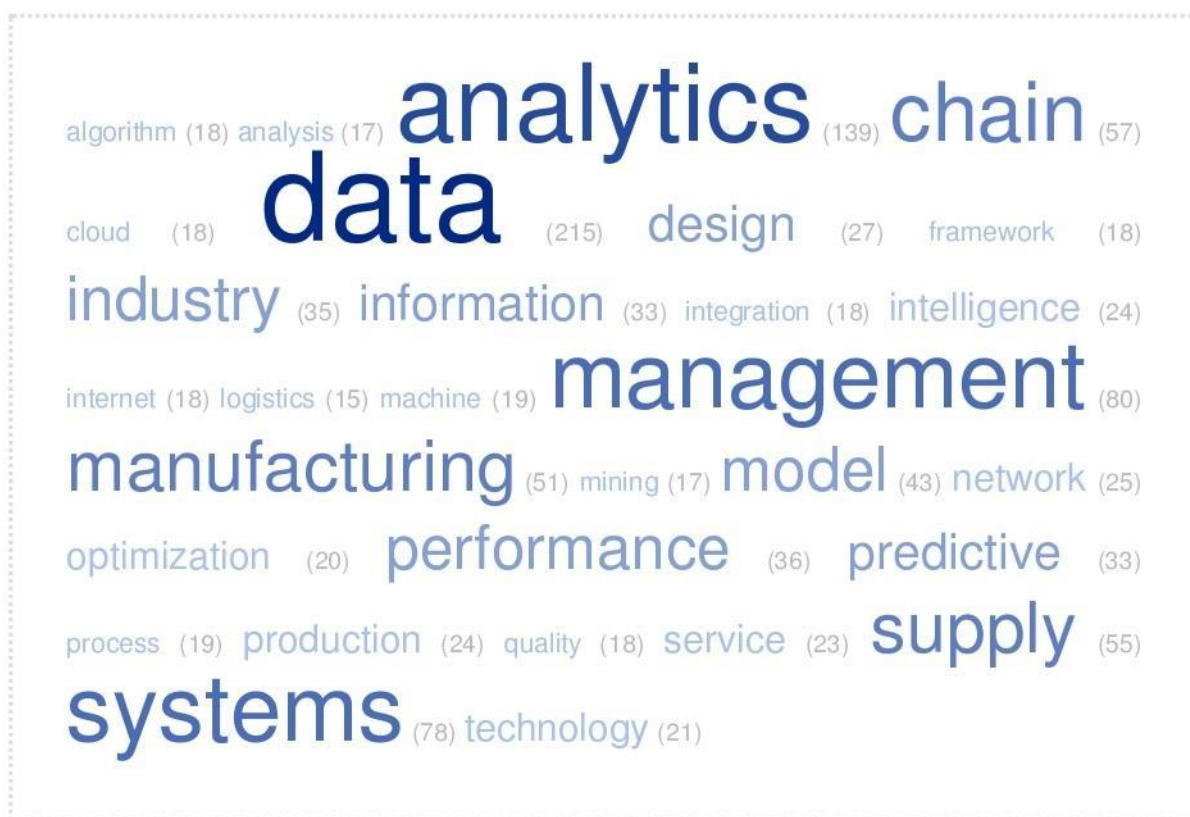 algorithm (18) analysis (17) analytics (139) chain (57)
cloud (18) data (215) design (27) framework (18)
industry (35) information (33) integration (18) intelligence (24)
internet (18) logistics (15) machine (19) management (80)
manufacturing (51) mining (17) model (43) network (25)
optimization (20) performance (36) predictive (33)
process (19) production (24) quality (18) service (23) supply (55)
systems (78) technology (21)